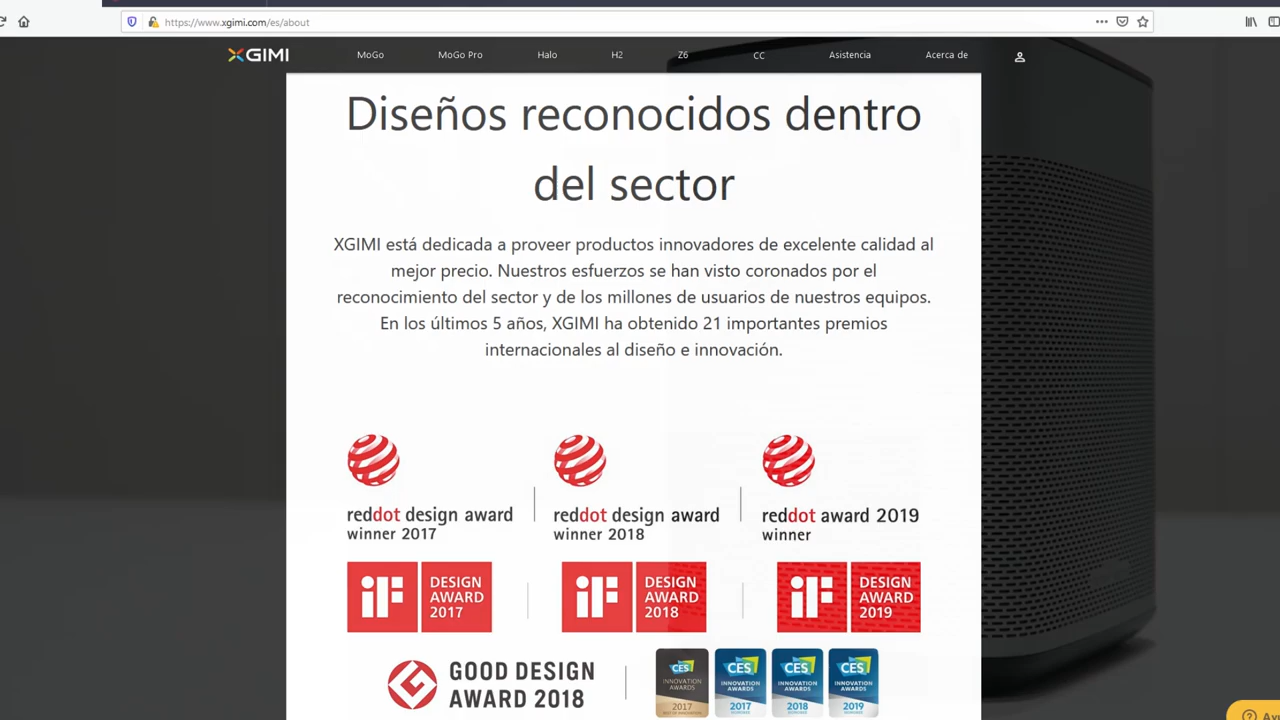 https://www.xgimi.com/es/about
XGIMI
MoGo
MoGo Pro
Halo
H2
Z6
CC
Asistencia
Acerca de
Diseños reconocidos dentro
del sector
XGIMI está dedicada a proveer productos innovadores de excelente calidad al
mejor precio. Nuestros esfuerzos se han visto coronados por el
reconocimiento del sector y de los millones de usuarios de nuestros equipos.
En los últimos 5 años, XGIMI ha obtenido 21 importantes premios
internacionales al diseño e innovación.
reddot design award
winner 2017
reddot design award
winner 2018
reddot award 2019
winner
iF
DESIGN
AWARD
2017
iF
DESIGN
AWARD
2018
iF
DESIGN
AWARD
2019
GOOD DESIGN
AWARD 2018
CES
INNOVATION
AWARDS
2017
CES
INNOVATION
AWARDS
2017
CES
INNOVATION
AWARDS
2018
CES
INNOVATION
AWARDS
2019